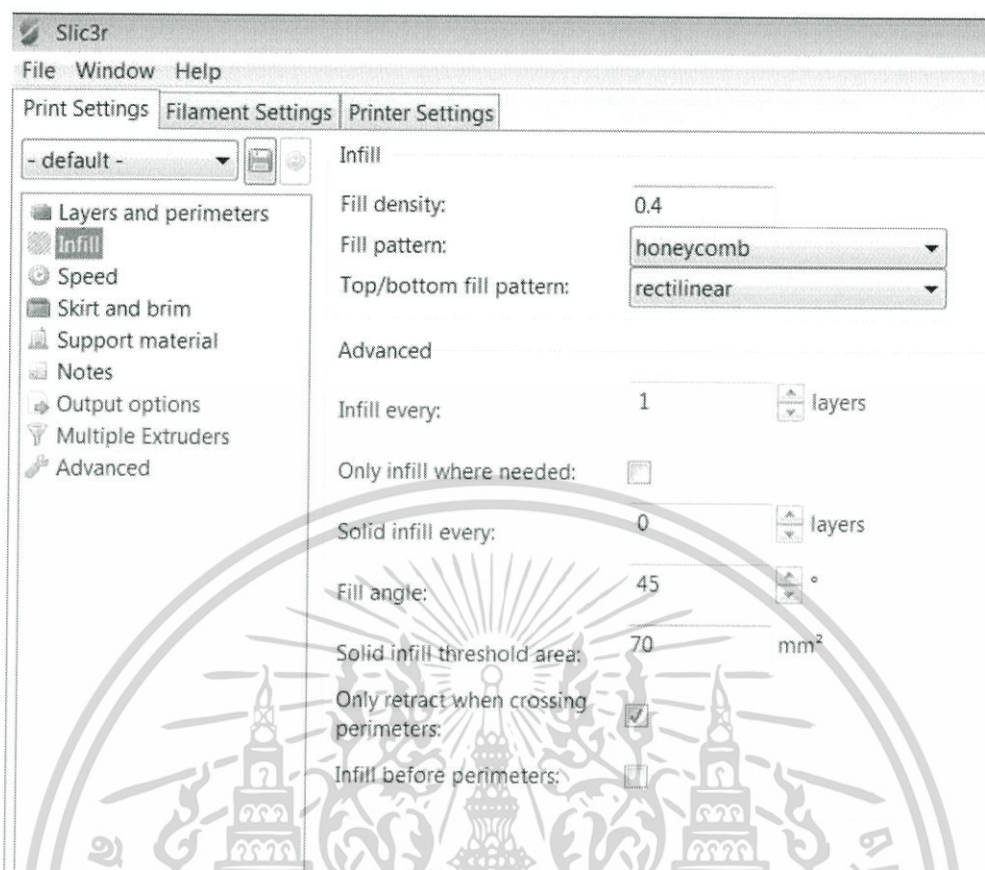 Slic3r
File Window Help
Print Settings Filament Settings Printer Settings
- default -
Infill
Layers and perimeters
Infill
Speed
Skirt and brim
Support material
Notes
Output options
Multiple Extruders
Advanced
Fill density: 0.4
Fill pattern: honeycomb
Top/bottom fill pattern: rectilinear
Advanced
Infill every: 1 layers
Only infill where needed:
Solid infill every: 0 layers
Fill angle: 45 °
Solid infill threshold area: 70 mm²
Only retract when crossing
perimeters:
Infill before perimeters: